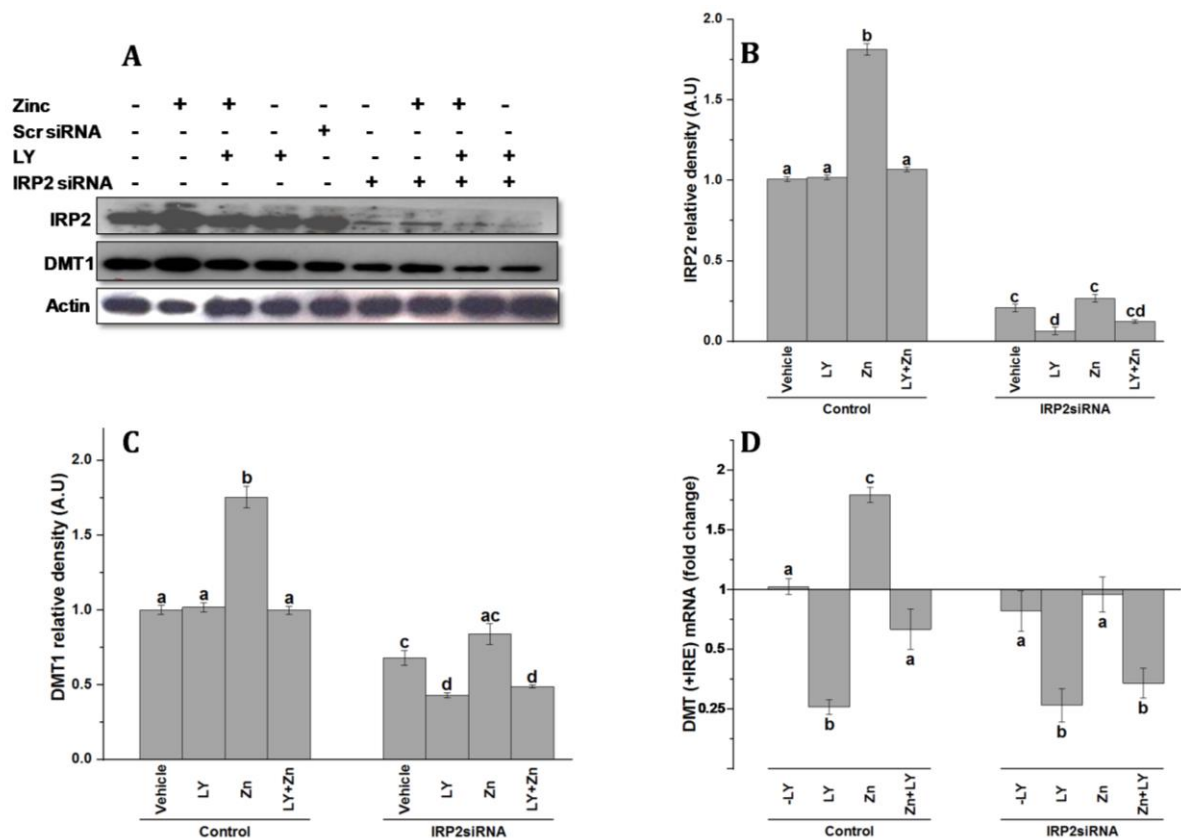 A
Zinc - + + - - - + + -
Scr siRNA - - - - + - - - -
LY - - + + - - - + +
IRP2 siRNA - - - - - + + + +
IRP2
DMT1
Actin
B
IRP2 relative density (A.U)
2.0
1.5
1.0
0.5
0.0
a a b a c d c cd
Vehicle LY Zn LY+Zn Vehicle LY Zn LY+Zn
Control IRP2siRNA
C
DMT1 relative density (A.U)
2.0
1.5
1.0
0.5
0.0
a a b a c d ac d
Vehicle LY Zn LY+Zn Vehicle LY Zn LY+Zn
Control IRP2siRNA
D
DMT (+IRE) mRNA (fold change)
2
1.5
1
0.5
0.25
a b c a a b a b
-LY LY Zn Zn+LY -LY LY Zn Zn+LY
Control IRP2siRNA